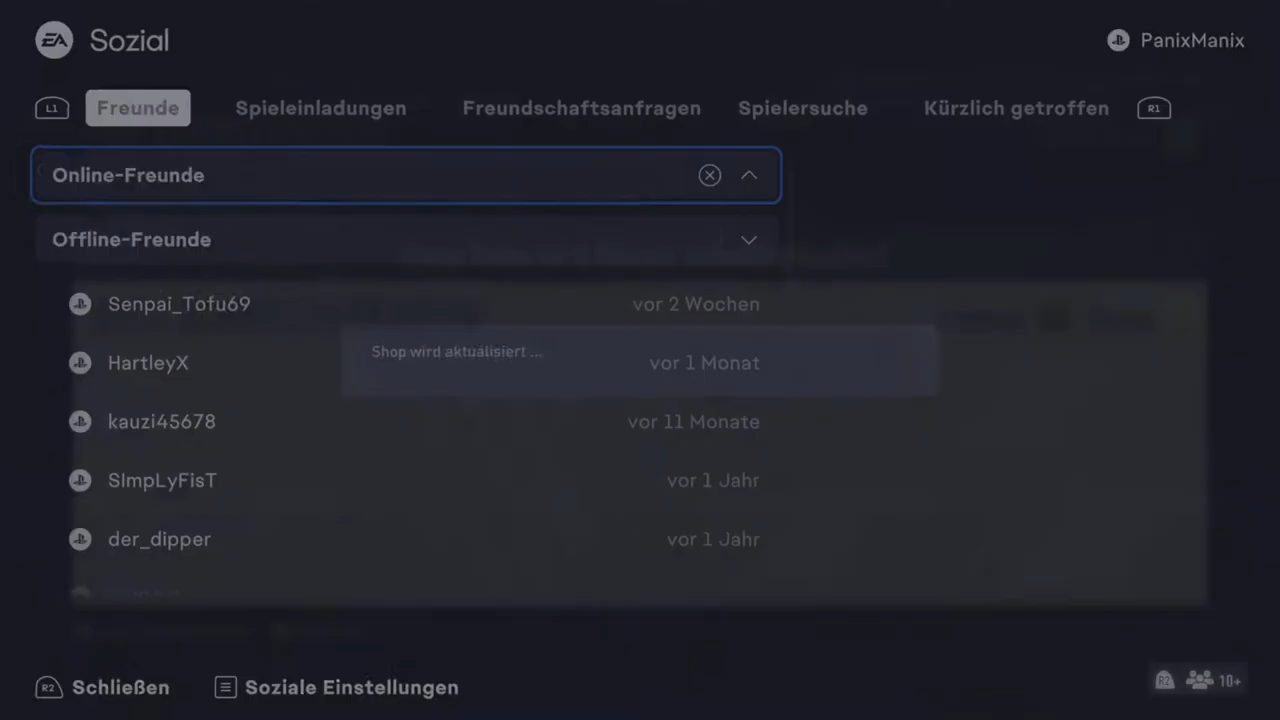 EA Sozial
PanixManix
L1 Freunde Spieleinladungen Freundschaftsanfragen Spielersuche Kürzlich getroffen R1
Online-Freunde
Offline-Freunde
Senpai_Tofu69 vor 2 Wochen
Shop wird aktualisiert ...
HartleyX vor 1 Monat
kauzi45678 vor 11 Monate
SImpLyFisT vor 1 Jahr
der_dipper vor 1 Jahr
R2 Schließen Soziale Einstellungen
R2 10+